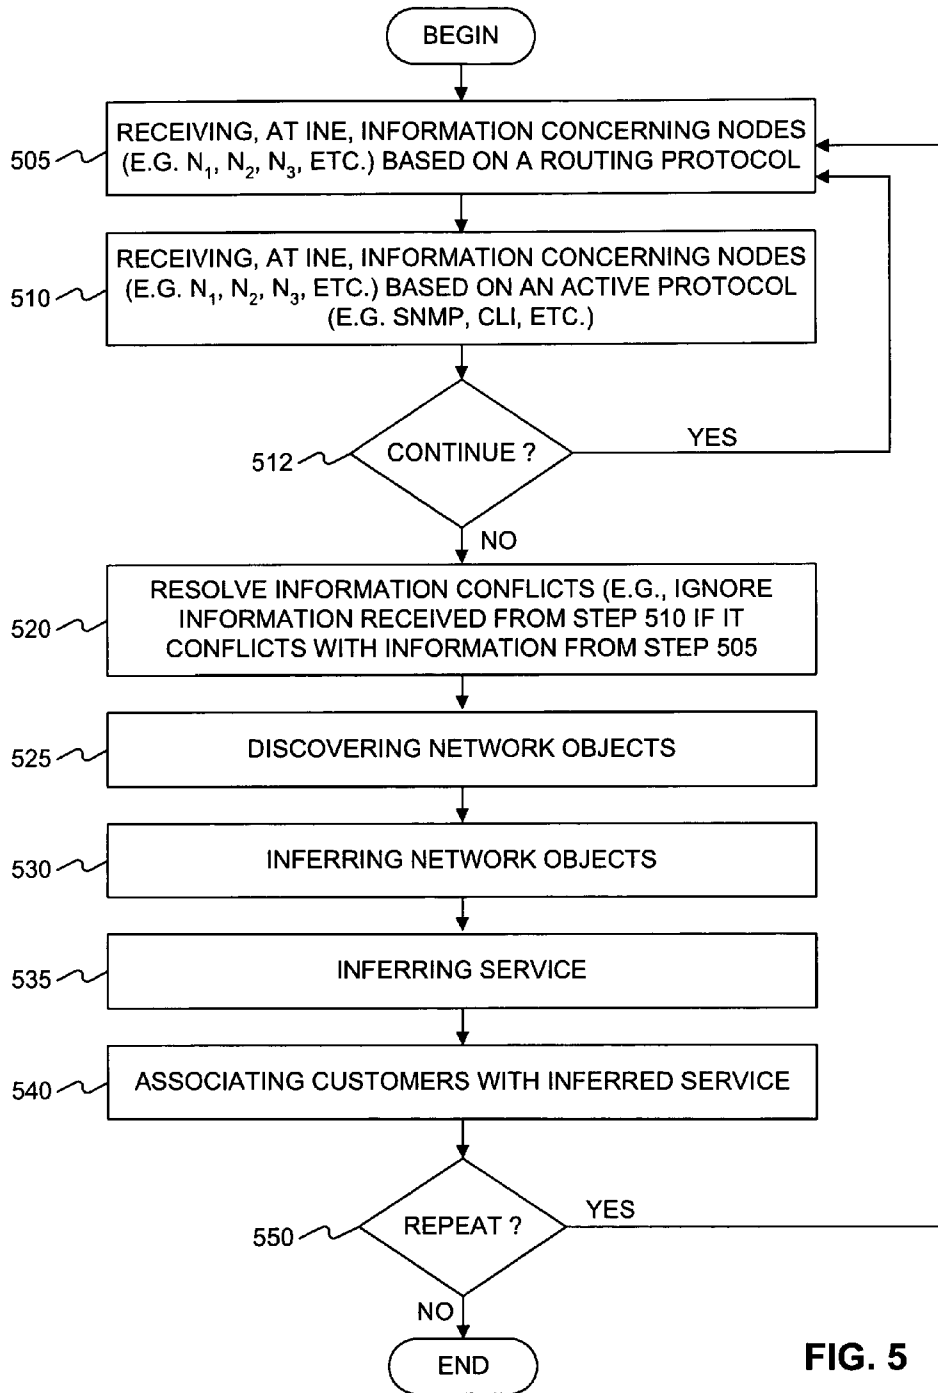 BEGIN
505
RECEIVING, AT INE, INFORMATION CONCERNING NODES
(E.G. N₁, N₂, N₃, ETC.) BASED ON A ROUTING PROTOCOL
510
RECEIVING, AT INE, INFORMATION CONCERNING NODES
(E.G. N₁, N₂, N₃, ETC.) BASED ON AN ACTIVE PROTOCOL
(E.G. SNMP, CLI, ETC.)
512
CONTINUE ?
YES
NO
520
RESOLVE INFORMATION CONFLICTS (E.G., IGNORE
INFORMATION RECEIVED FROM STEP 510 IF IT
CONFLICTS WITH INFORMATION FROM STEP 505
525
DISCOVERING NETWORK OBJECTS
530
INFERRING NETWORK OBJECTS
535
INFERRING SERVICE
540
ASSOCIATING CUSTOMERS WITH INFERRED SERVICE
550
REPEAT ?
YES
NO
END
FIG. 5